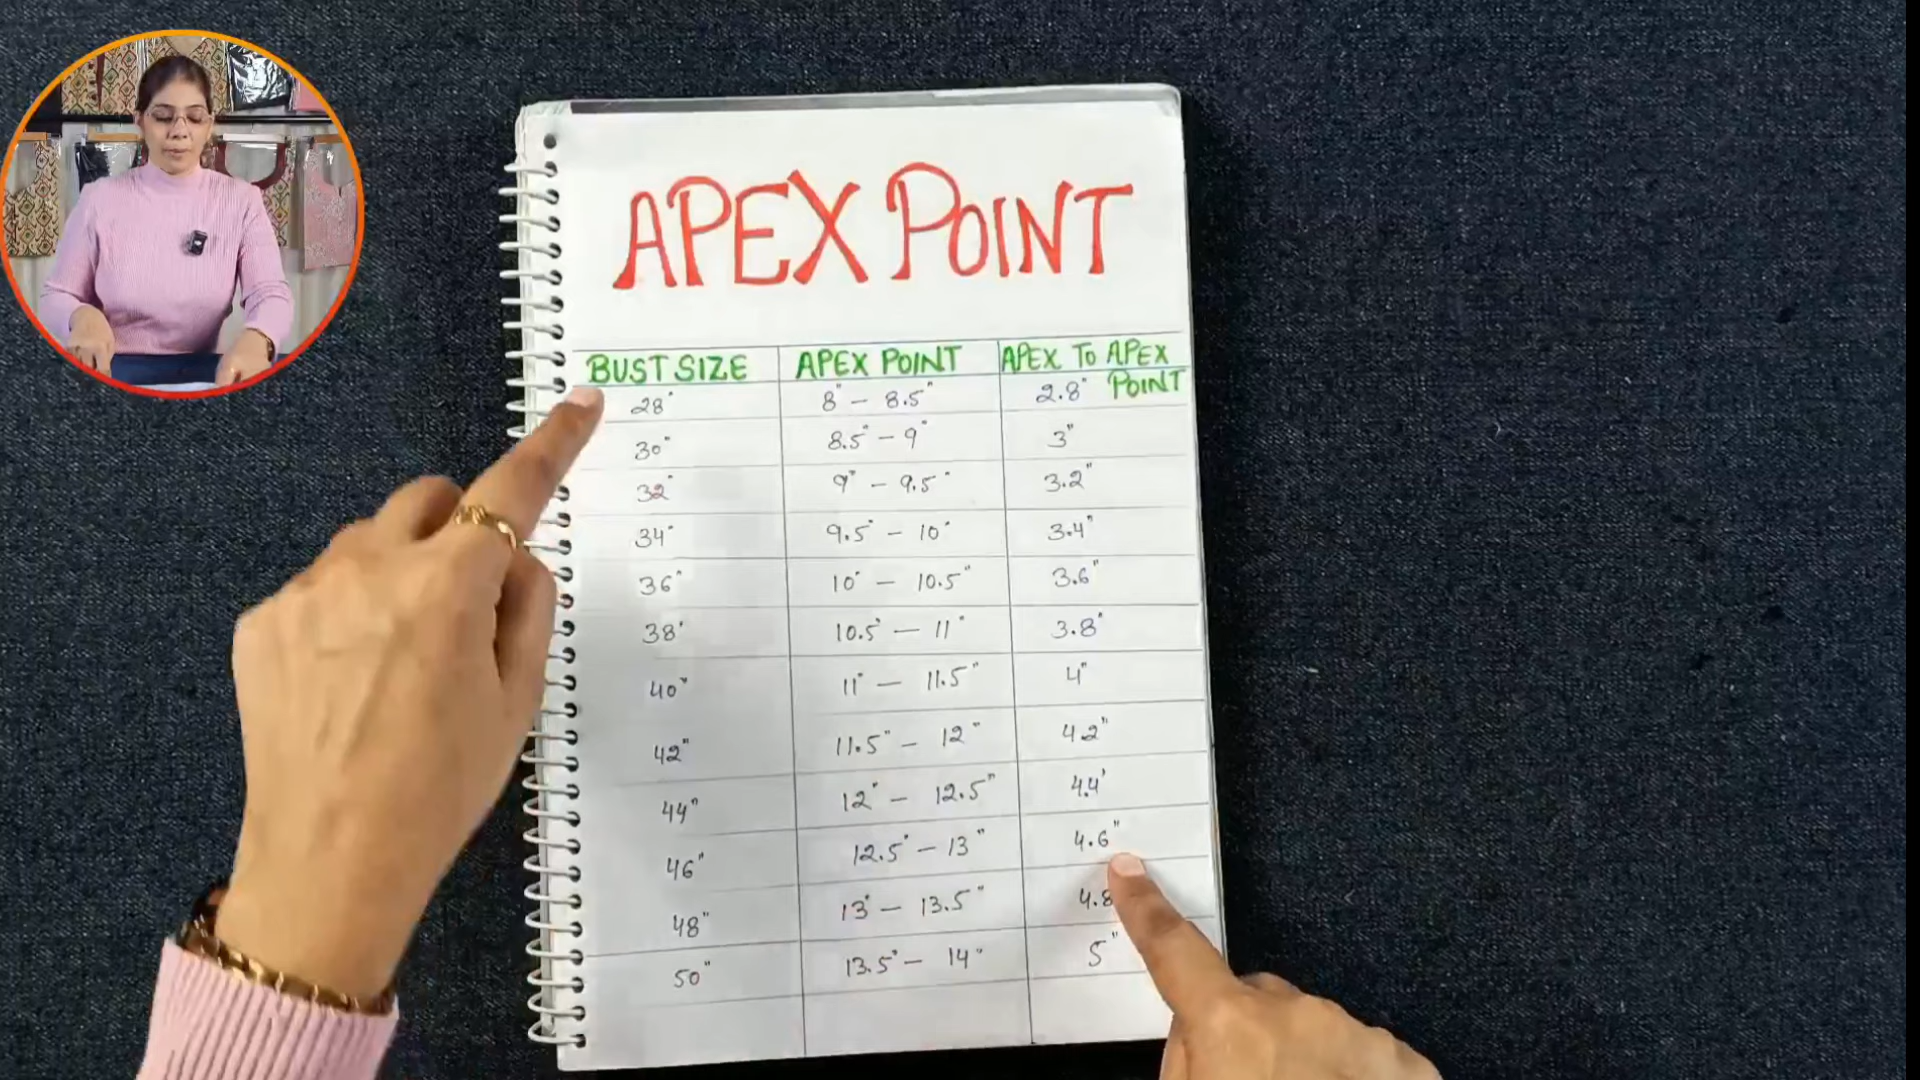 APEX POINT
BUST SIZE APEX POINT APEX TO APEX POINT
28" 8" — 8.5" 2.8"
30" 8.5" — 9" 3"
32" 9" — 9.5" 3.2"
34" 9.5" — 10" 3.4"
36" 10" — 10.5" 3.6"
38" 10.5" — 11" 3.8"
40" 11" — 11.5" 4"
42" 11.5" — 12" 4.2"
44" 12" — 12.5" 4.4'
46" 12.5" — 13" 4.6"
48" 13" — 13.5" 4.8
50" 13.5" — 14" 5"